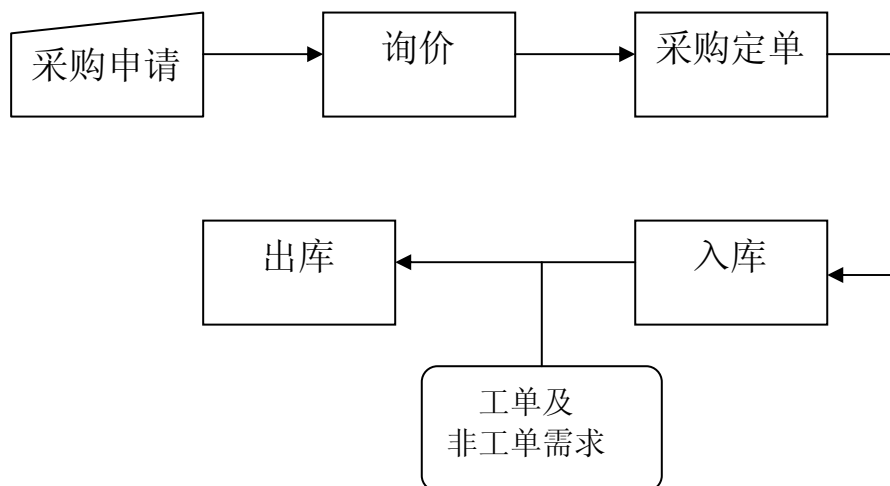 采购申请
询价
采购定单
出库
入库
工单及
非工单需求